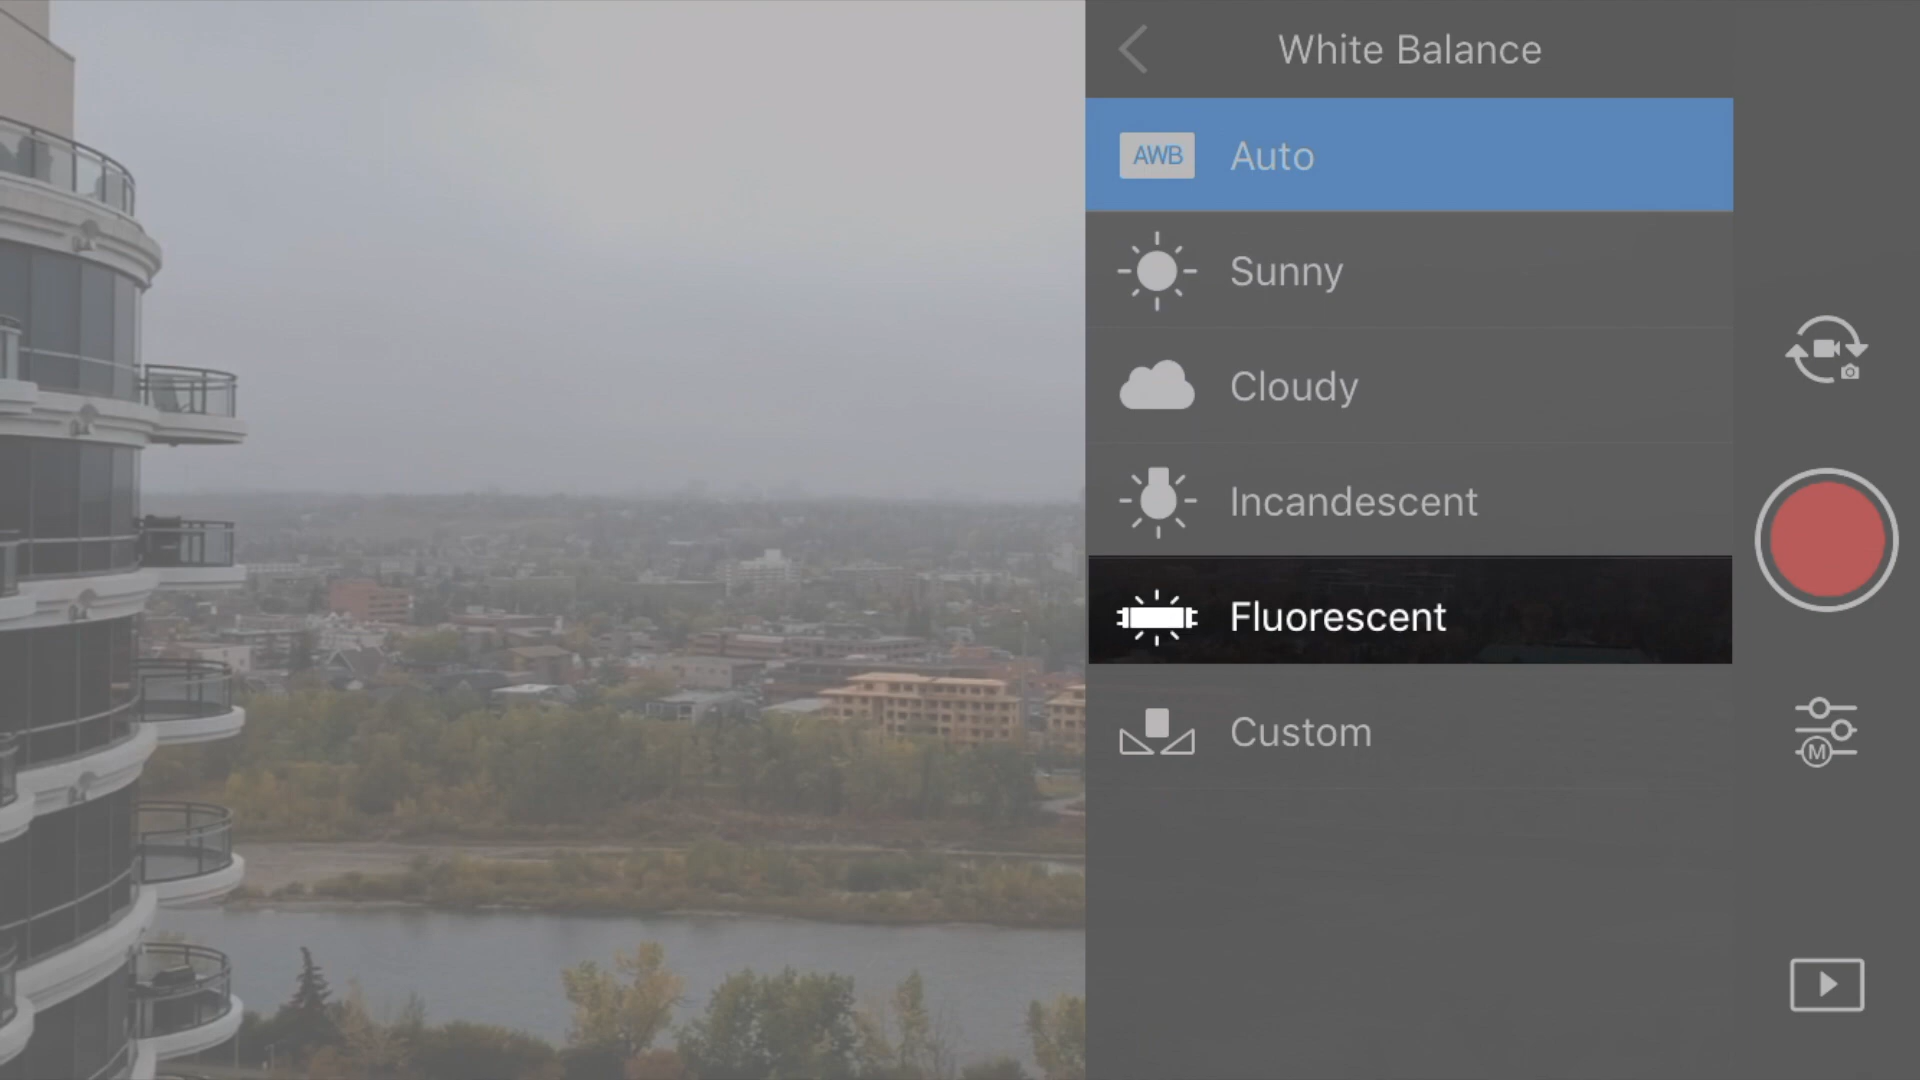 White Balance
AWB Auto
Sunny
Cloudy
Incandescent
Fluorescent
Custom
M